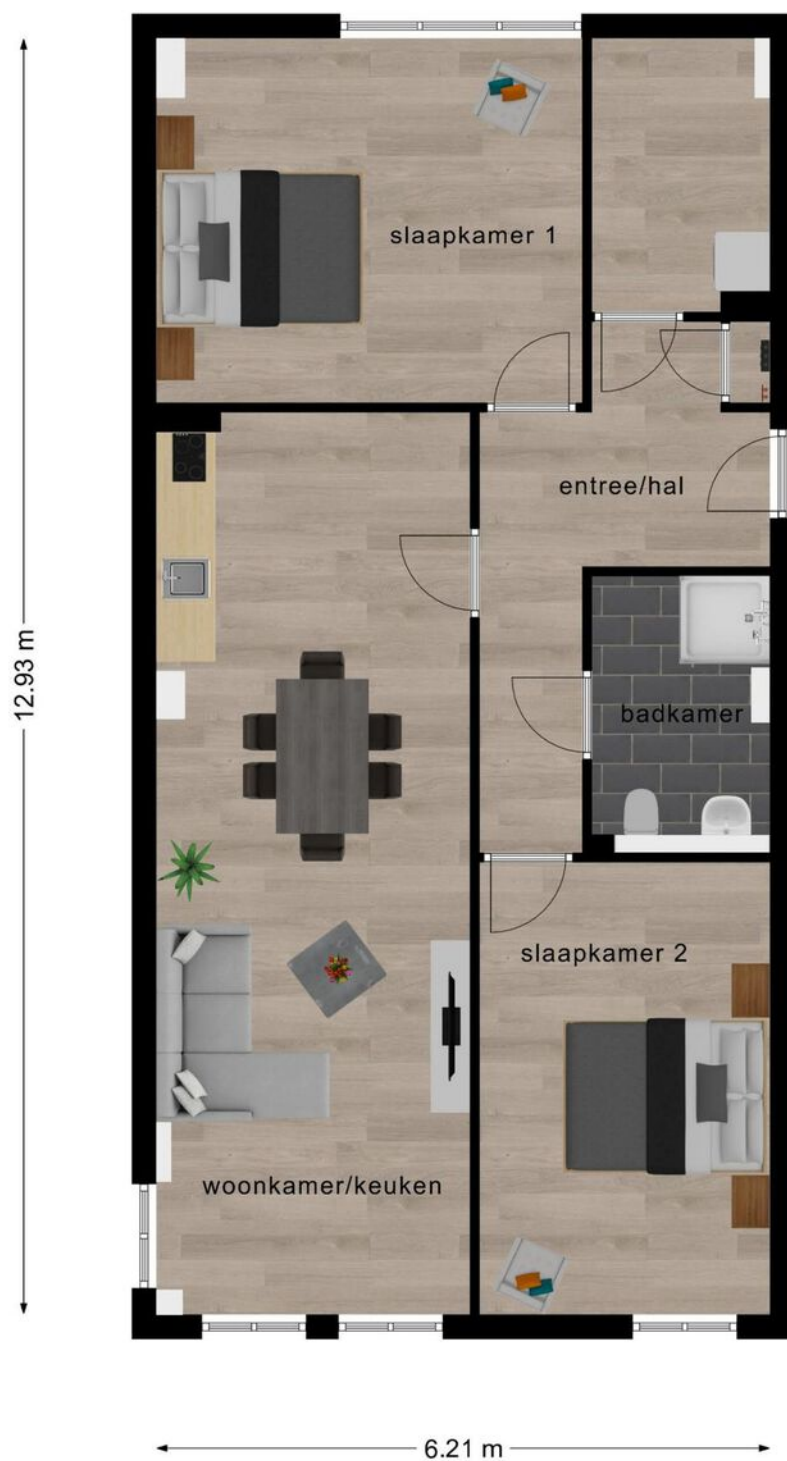 slaapkamer 1
entree/hal
12.93 m
badkamer
slaapkamer 2
woonkamer/keuken
6.21 m